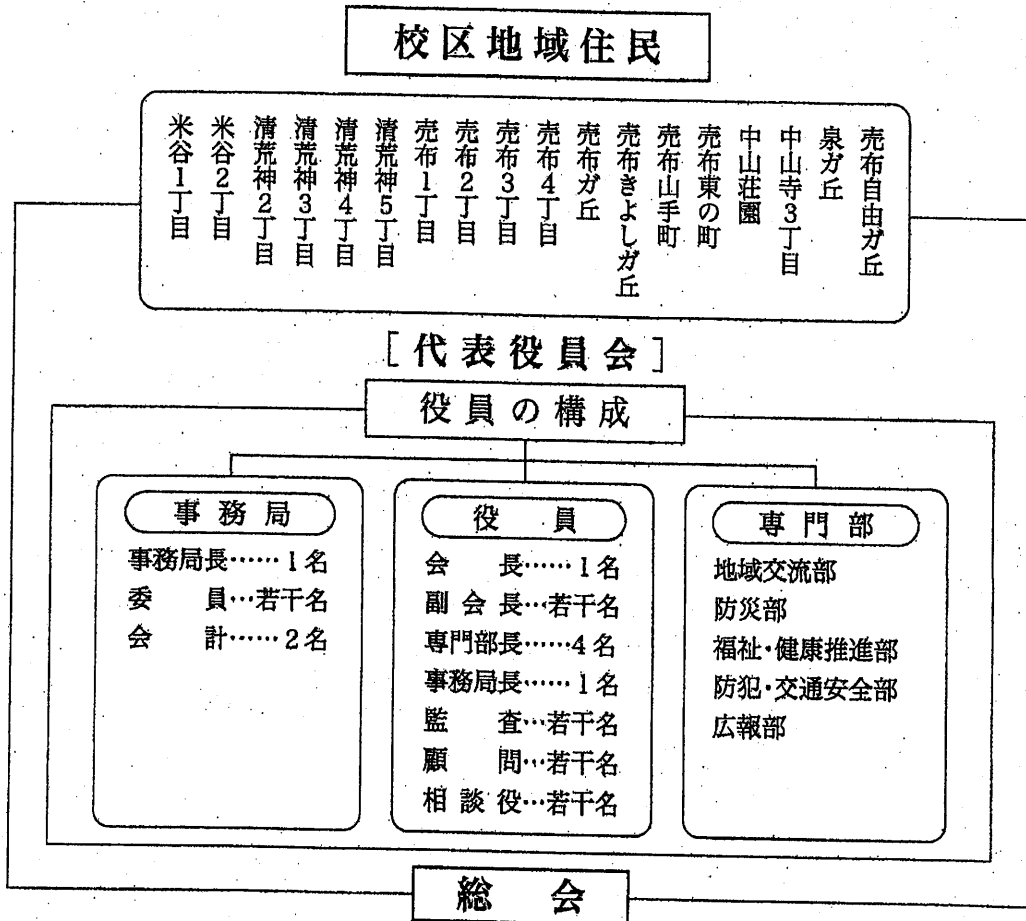 校区地域住民
売布自由ガ丘
泉ガ丘
中山寺3丁目
中山荘園
売布東の町
売布山手町
売布きよしガ丘
売布ガ丘
売布4丁目
売布3丁目
売布2丁目
売布1丁目
清荒神5丁目
清荒神4丁目
清荒神3丁目
清荒神2丁目
米谷2丁目
米谷1丁目
[代表役員会]
役員の構成
事務局
事務局長……1名
委員…若干名
会計……2名
役員
会長……1名
副会長…若干名
専門部長……4名
事務局長……1名
監査…若干名
顧問…若干名
相談役…若干名
専門部
地域交流部
防災部
福祉・健康推進部
防犯・交通安全部
広報部
総会